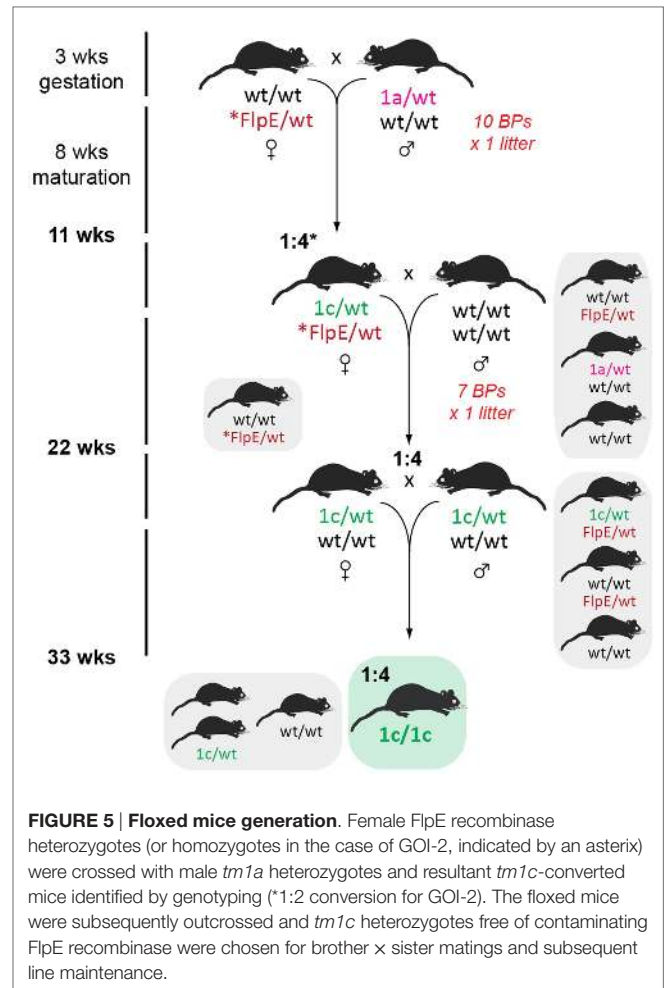 3 wks
gestation
x
wt/wt
*FlpE/wt
♀
1a/wt
wt/wt
♂
10 BPs
x 1 litter
8 wks
maturation
11 wks
1:4*
x
1c/wt
*FlpE/wt
♀
wt/wt
wt/wt
♂
7 BPs
x 1 litter
wt/wt
FlpE/wt
1a/wt
wt/wt
wt/wt
wt/wt
*FlpE/wt
22 wks
1:4
x
1c/wt
wt/wt
♀
1c/wt
wt/wt
♂
1c/wt
FlpE/wt
wt/wt
FlpE/wt
wt/wt
33 wks
1c/wt
wt/wt
1:4
1c/1c
FIGURE 5 | Floxed mice generation. Female FlpE recombinase
heterozygotes (or homozygotes in the case of GOI-2, indicated by an asterix)
were crossed with male tm1a heterozygotes and resultant tm1c-converted
mice identified by genotyping (*1:2 conversion for GOI-2). The floxed mice
were subsequently outcrossed and tm1c heterozygotes free of contaminating
FlpE recombinase were chosen for brother × sister matings and subsequent
line maintenance.